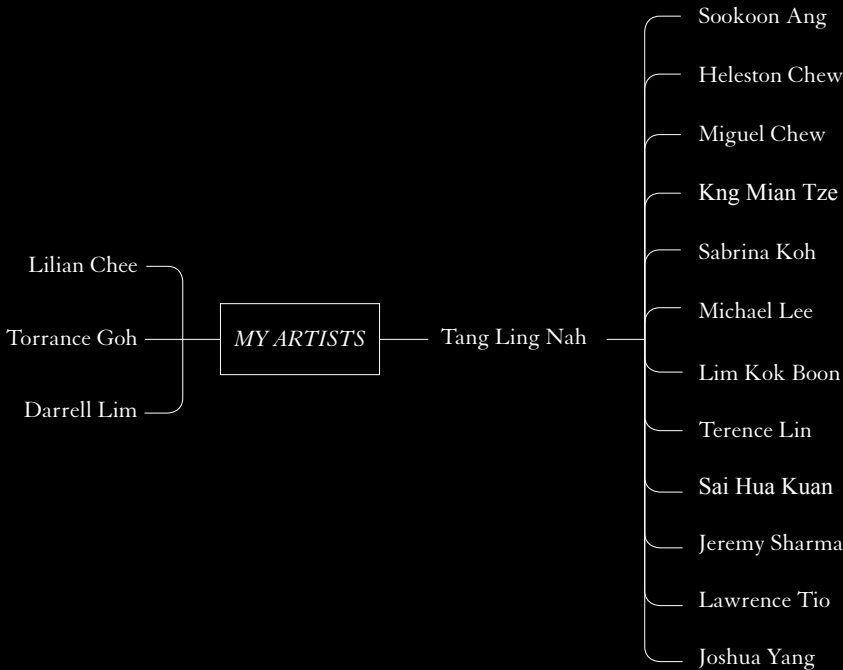 Sookoon Ang
Heleston Chew
Miguel Chew
Kng Mian Tze
Sabrina Koh
Lilian Chee
Michael Lee
Torrance Goh
MY ARTISTS
Tang Ling Nah
Lim Kok Boon
Darrell Lim
Terence Lin
Sai Hua Kuan
Jeremy Sharma
Lawrence Tio
Joshua Yang